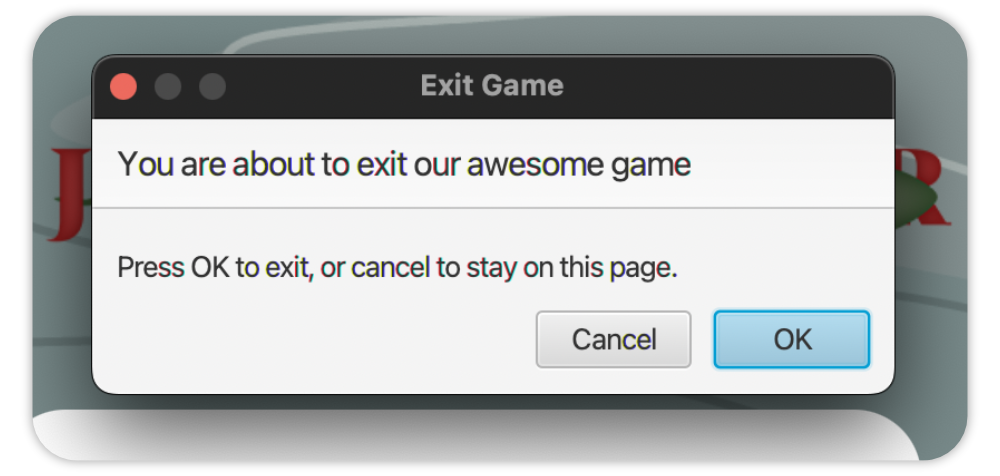 Exit Game
You are about to exit our awesome game
Press OK to exit, or cancel to stay on this page.
Cancel
OK